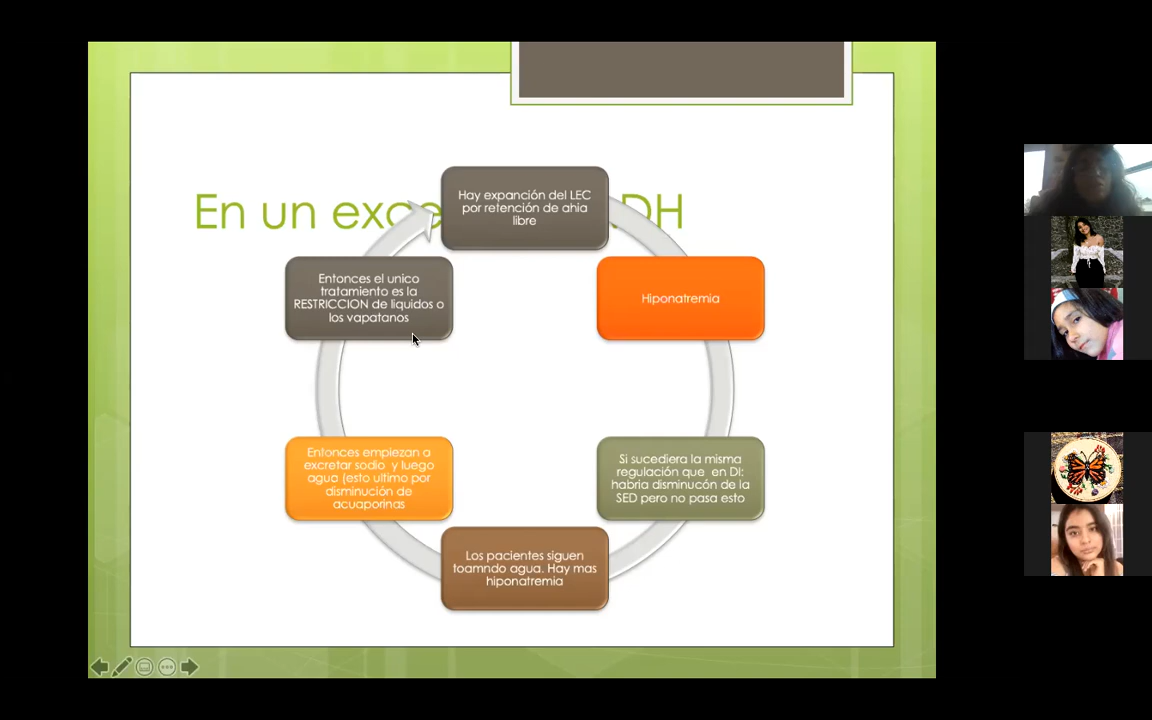 En un exce DH
Hay expanción del LEC
por retención de ahia
libre
Hiponatremia
Si sucediera la misma
regulación que en DI:
habria disminucón de la
SED pero no pasa esto
Los pacientes siguen
toamndo agua. Hay mas
hiponatremia
Entonces empiezan a
excretar sodio y luego
agua (esto ultimo por
disminución de
acuaporinas
Entonces el unico
tratamiento es la
RESTRICCION de liquidos o
los vapatanos